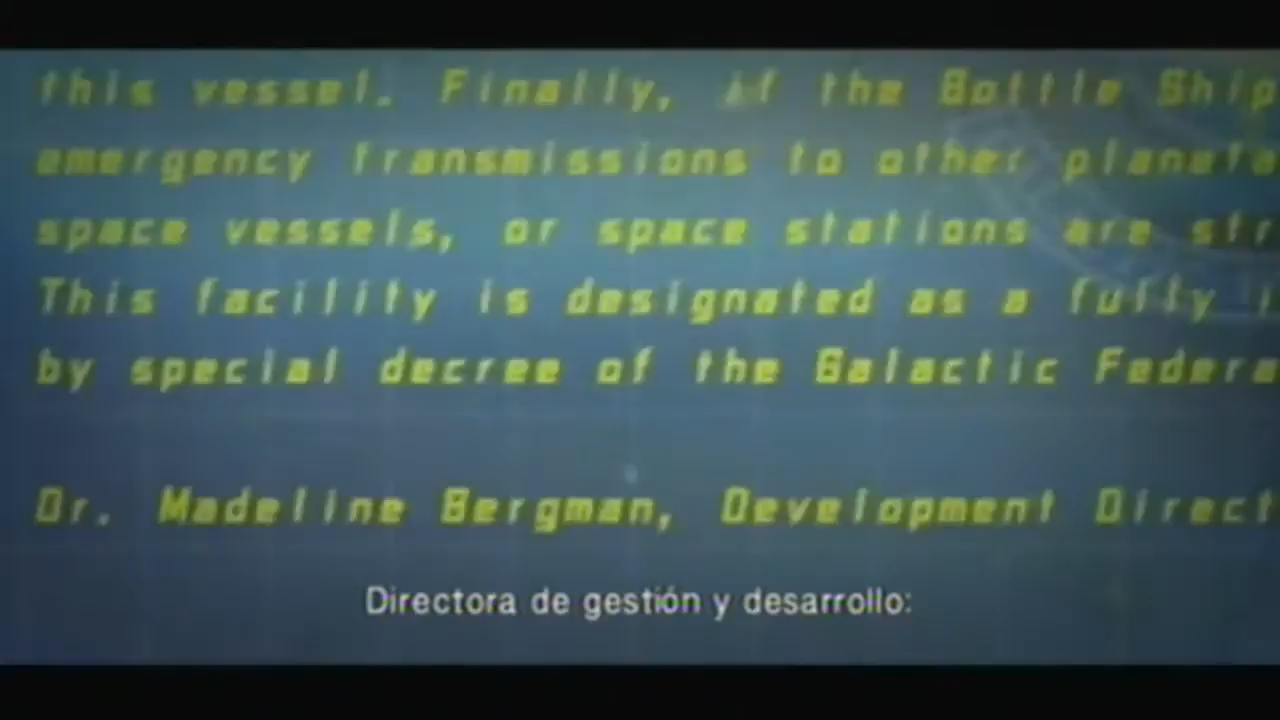 this vessel. Finally, if the Bottle Ship
emergency transmissions to other planets
space vessels, or space stations are str
This facility is designated as a fully i
by special decree of the Galactic Federa
Dr. Madeline Bergman, Development Direct
Directora de gestión y desarrollo: